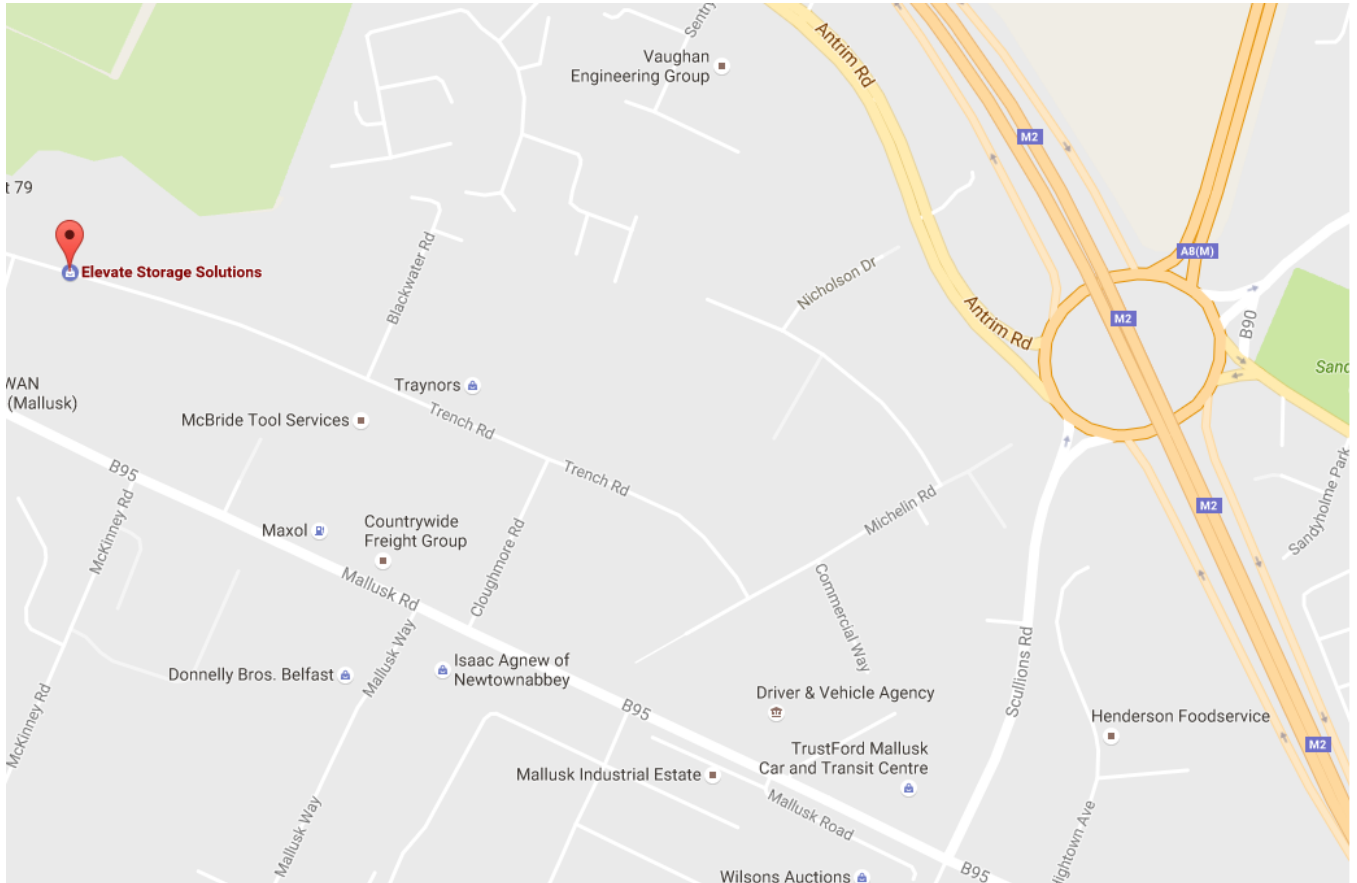 Sentry
Antrim Rd
Vaughan
Engineering Group
M2
t 79
A8(M)
Elevate Storage Solutions
Blackwater Rd
Nicholson Dr
Antrim Rd
M2
B90
Sand
WAN
(Mallusk)
Traynors
McBride Tool Services
Trench Rd
B95
Trench Rd
McKinney Rd
Michelin Rd
M2
Sandyholme Park
Maxol
Countrywide
Freight Group
Cloughmore Rd
Mallusk Rd
Commercial Way
Mallusk Way
Scullions Rd
Donnelly Bros. Belfast
Isaac Agnew of
Newtownabbey
McKinney Rd
B95
Driver & Vehicle Agency
Henderson Foodservice
M2
TrustFord Mallusk
Car and Transit Centre
Mallusk Industrial Estate
Mallusk Road
Mallusk Way
Hightown Ave
Wilsons Auctions
B95